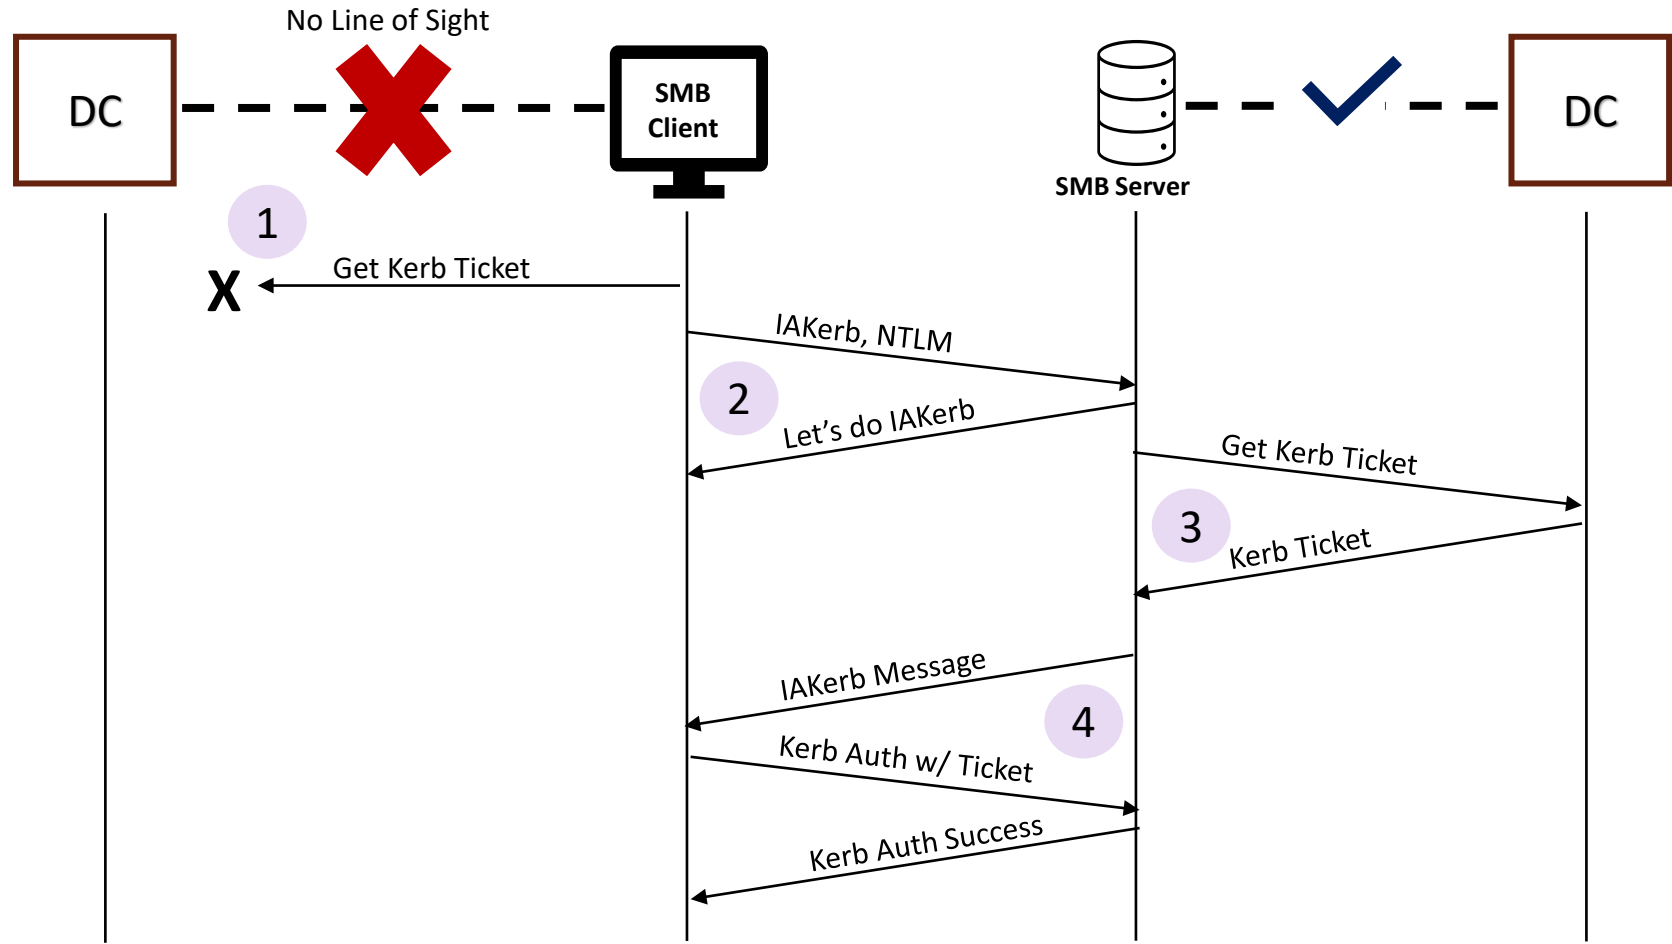 No Line of Sight
DC
SMB
Client
SMB Server
DC
1
X
Get Kerb Ticket
IAKerb, NTLM
2
Let's do IAKerb
Get Kerb Ticket
3
Kerb Ticket
IAKerb Message
4
Kerb Auth w/ Ticket
Kerb Auth Success